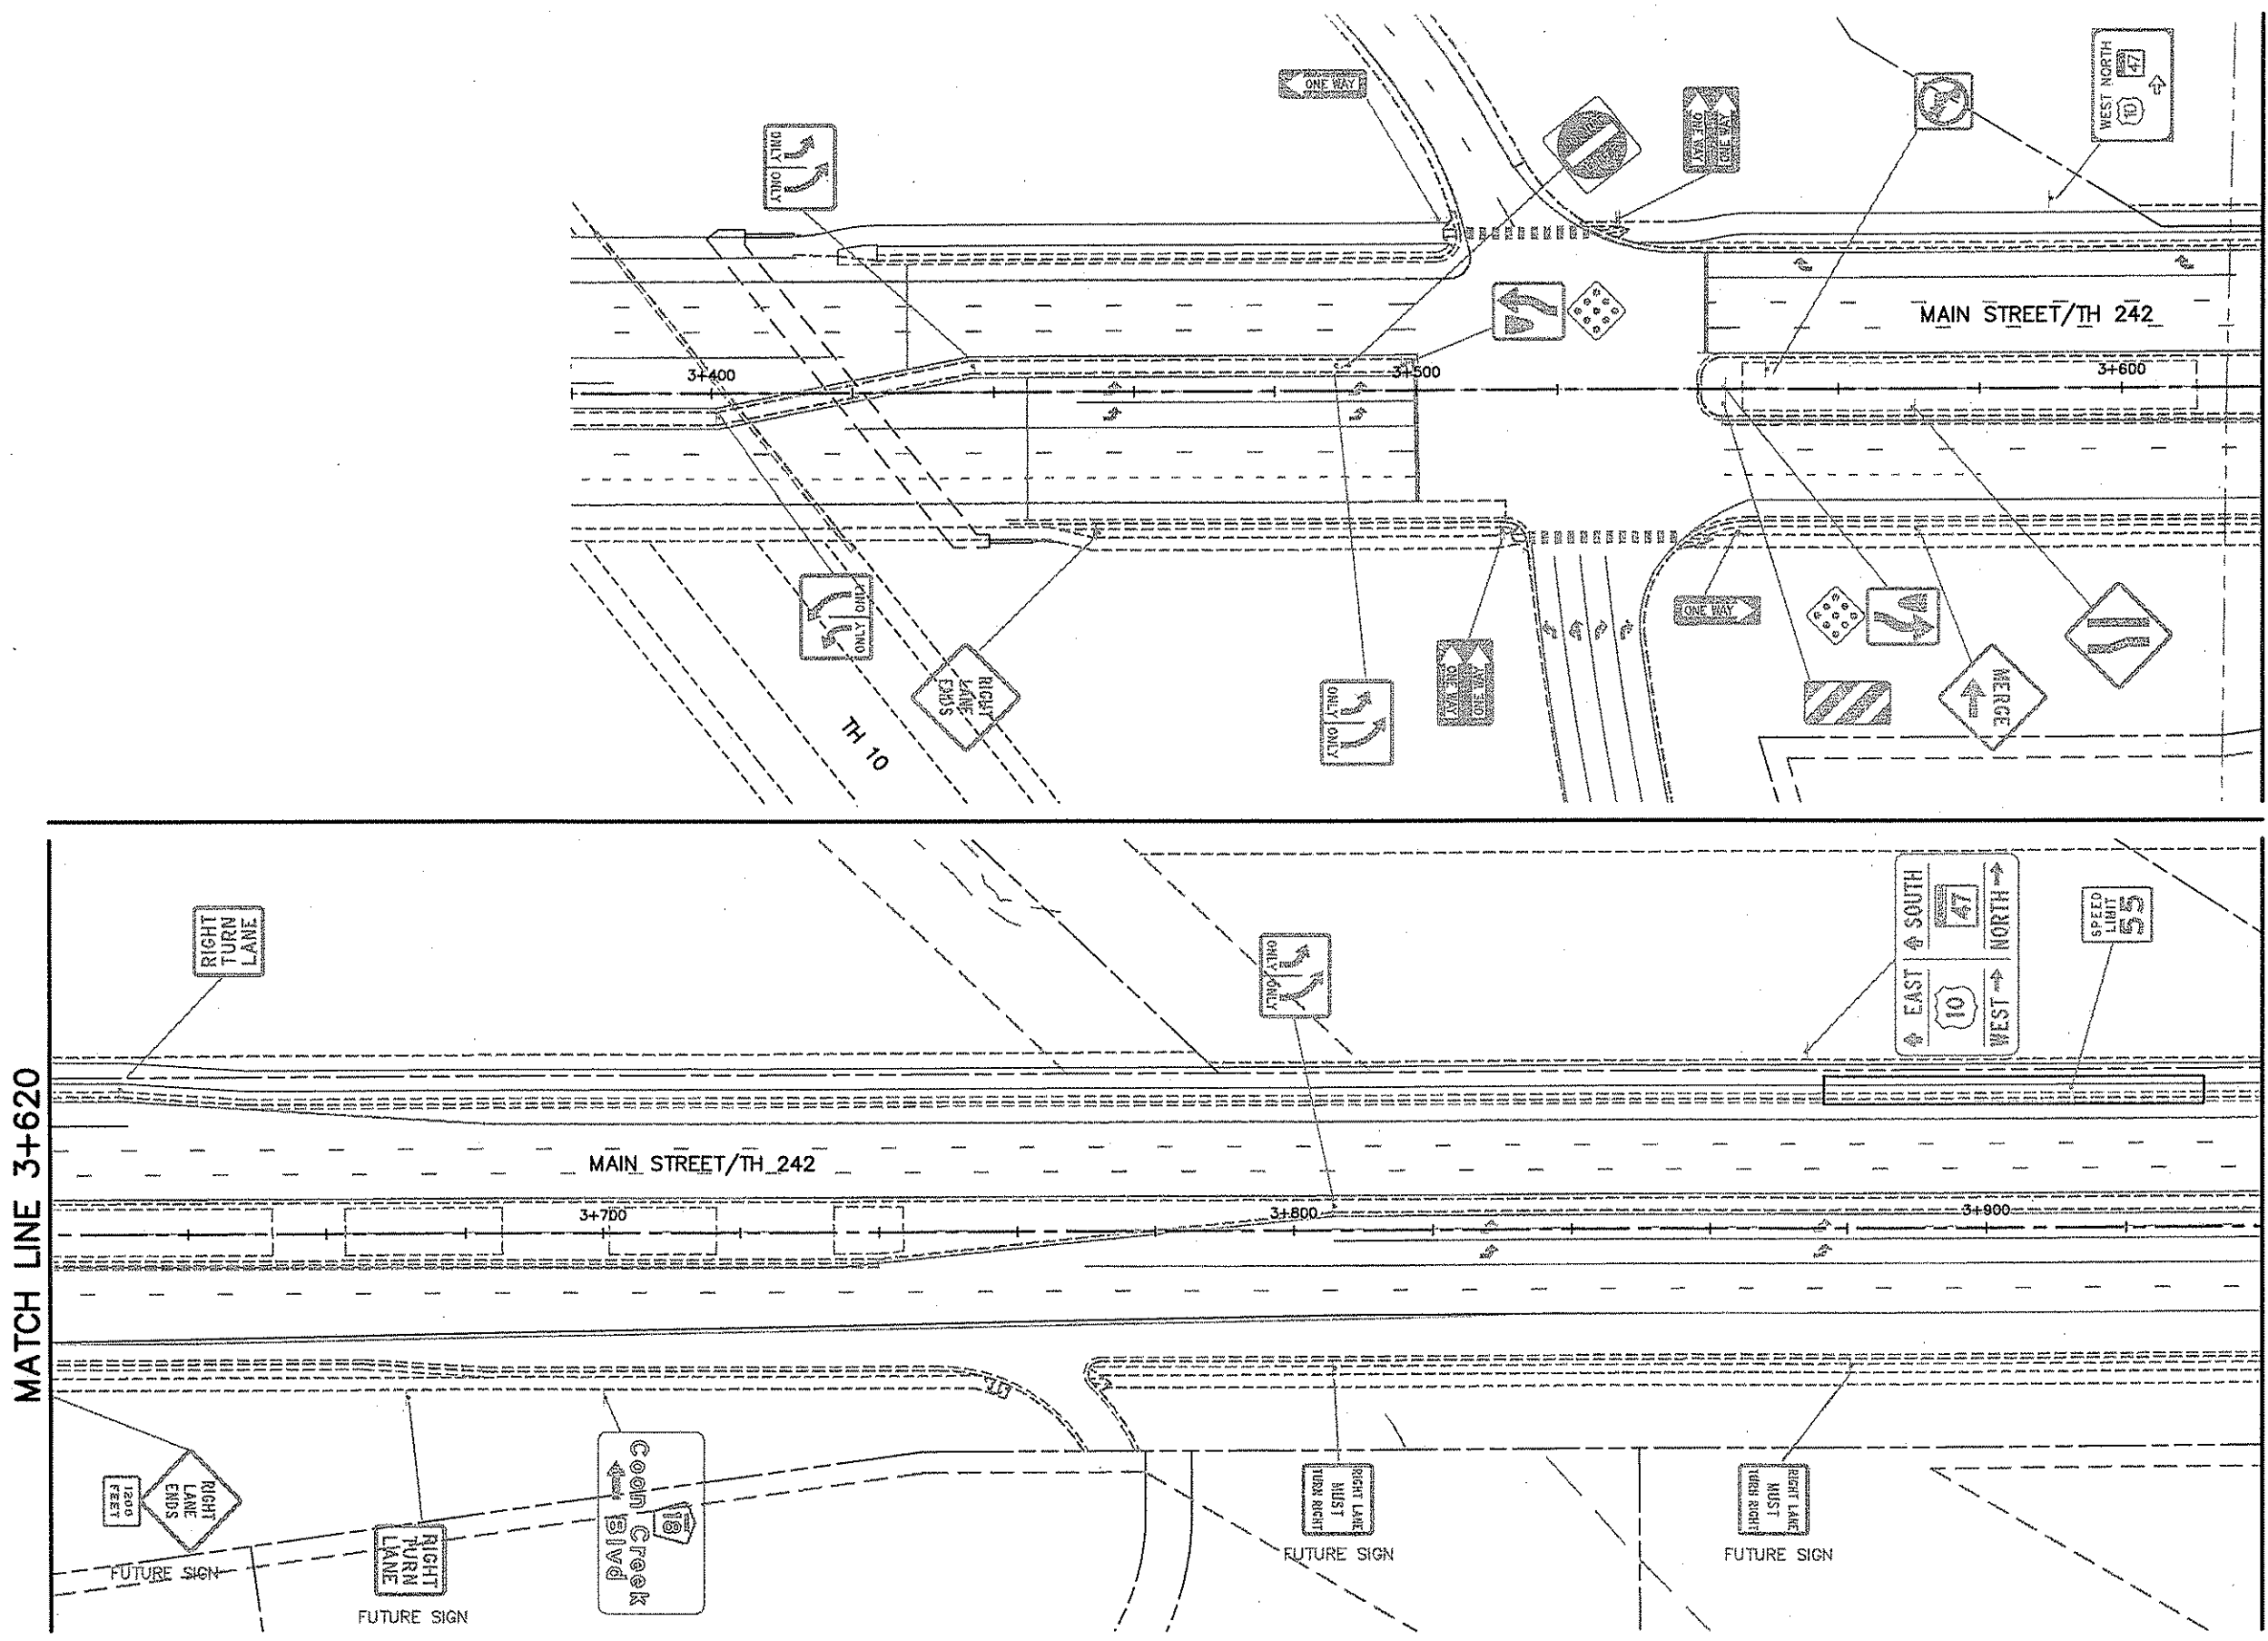 ONE WAY
ONLY ONLY
ONE WAY
ONE WAY
WEST NORTH
10 47
MAIN STREET/TH 242
3+400
3+500
3+600
ONLY ONLY
RIGHT
LANE
ENDS
TH 10
ONLY ONLY
ONE WAY
ONE WAY
ONE WAY
MERGE
MATCH LINE 3+620
RIGHT
TURN
LANE
ONLY ONLY
EAST SOUTH
10 47
WEST NORTH
SPEED
LIMIT
55
MAIN STREET/TH 242
3+700
3+800
3+900
RIGHT
LANE
ENDS
1200
FEET
FUTURE SIGN
RIGHT
TURN
LANE
FUTURE SIGN
18
Coon Creek
Blvd
RIGHT LANE
MUST
TURN RIGHT
FUTURE SIGN
RIGHT LANE
MUST
TURN RIGHT
FUTURE SIGN